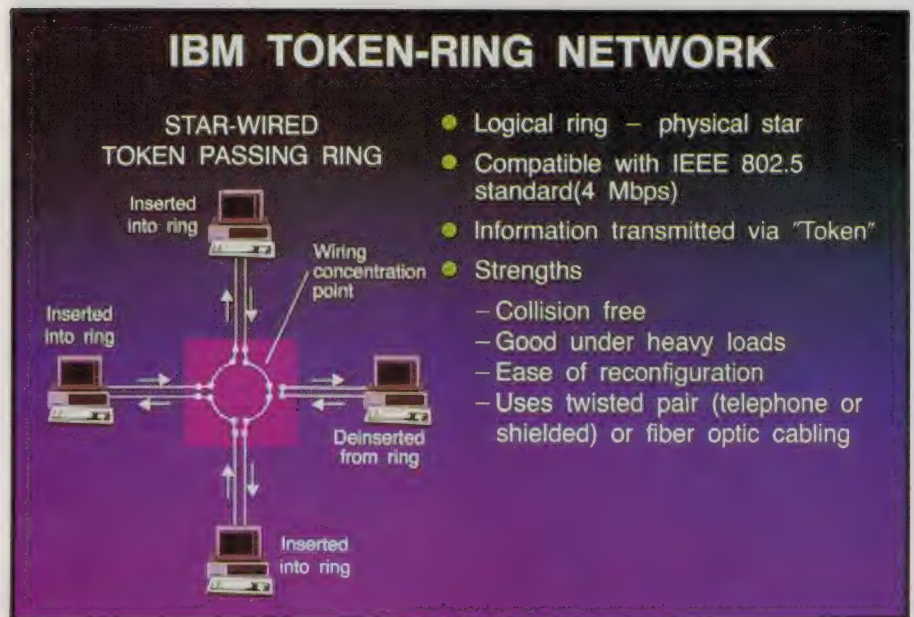 IBM TOKEN-RING NETWORK
STAR-WIRED
TOKEN PASSING RING
Inserted
into ring
Wiring
concentration
point
Inserted
into ring
Deinserted
from ring
Inserted
into ring
Logical ring – physical star
Compatible with IEEE 802.5
standard(4 Mbps)
Information transmitted via "Token"
Strengths
– Collision free
– Good under heavy loads
– Ease of reconfiguration
– Uses twisted pair (telephone or
shielded) or fiber optic cabling